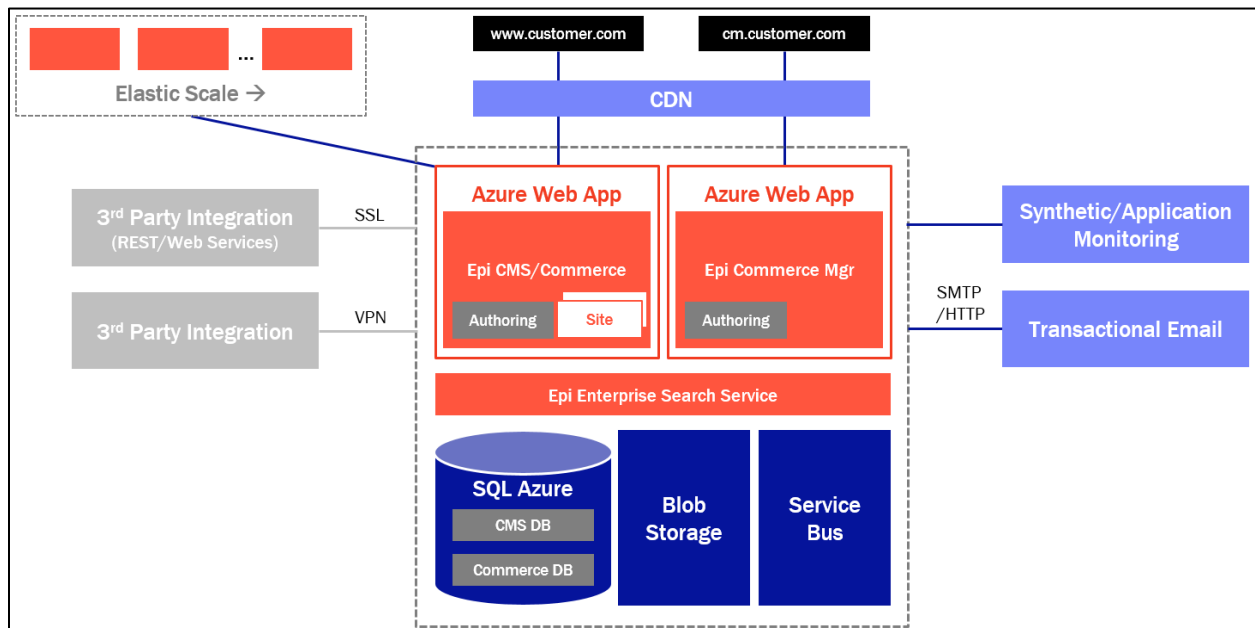 www.customer.com
cm.customer.com
...
Elastic Scale →
CDN
Azure Web App
Azure Web App
3rd Party Integration
(REST/Web Services)
SSL
Epi CMS/Commerce
Authoring
Site
Epi Commerce Mgr
Authoring
Synthetic/Application
Monitoring
3rd Party Integration
VPN
SMTP
/HTTP
Transactional Email
Epi Enterprise Search Service
SQL Azure
CMS DB
Commerce DB
Blob
Storage
Service
Bus